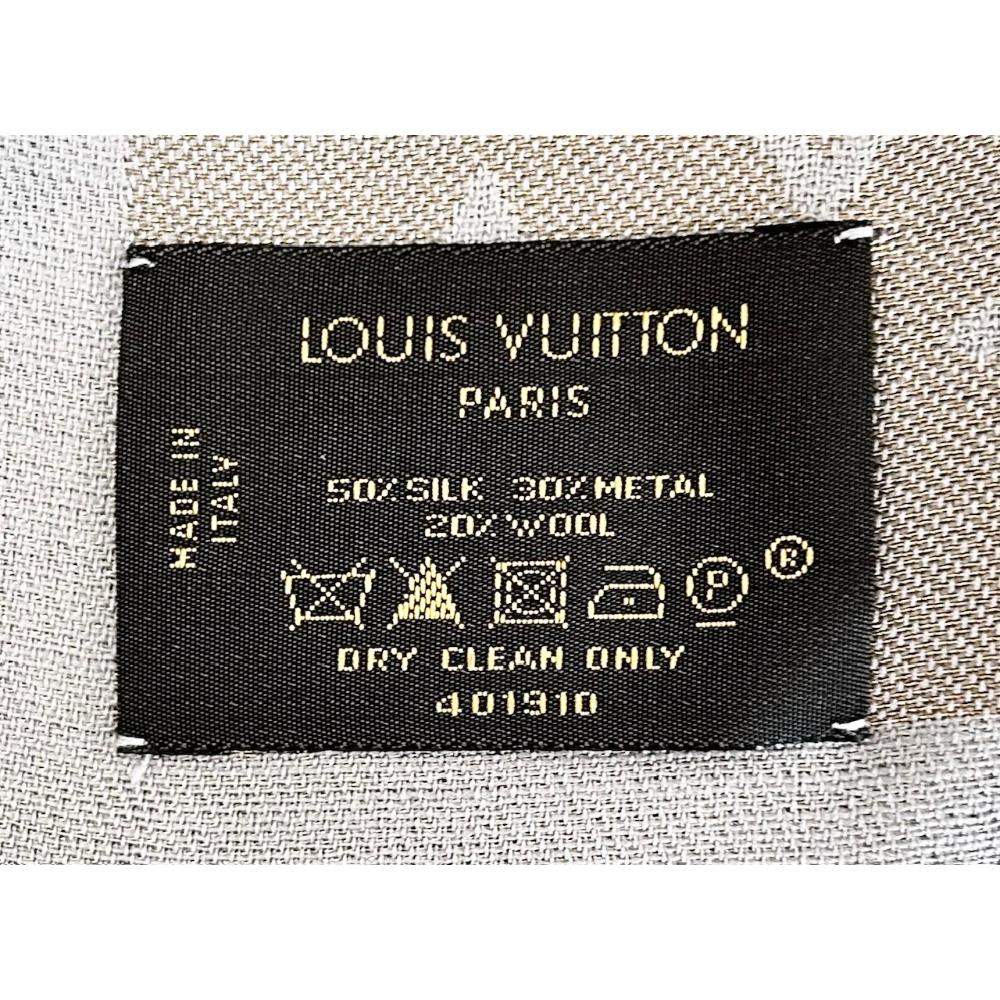 LOUIS VUITTON
PARIS
MADE IN
ITALY
50% SILK 30% METAL
20% WOOL
P ®
DRY CLEAN ONLY
401910